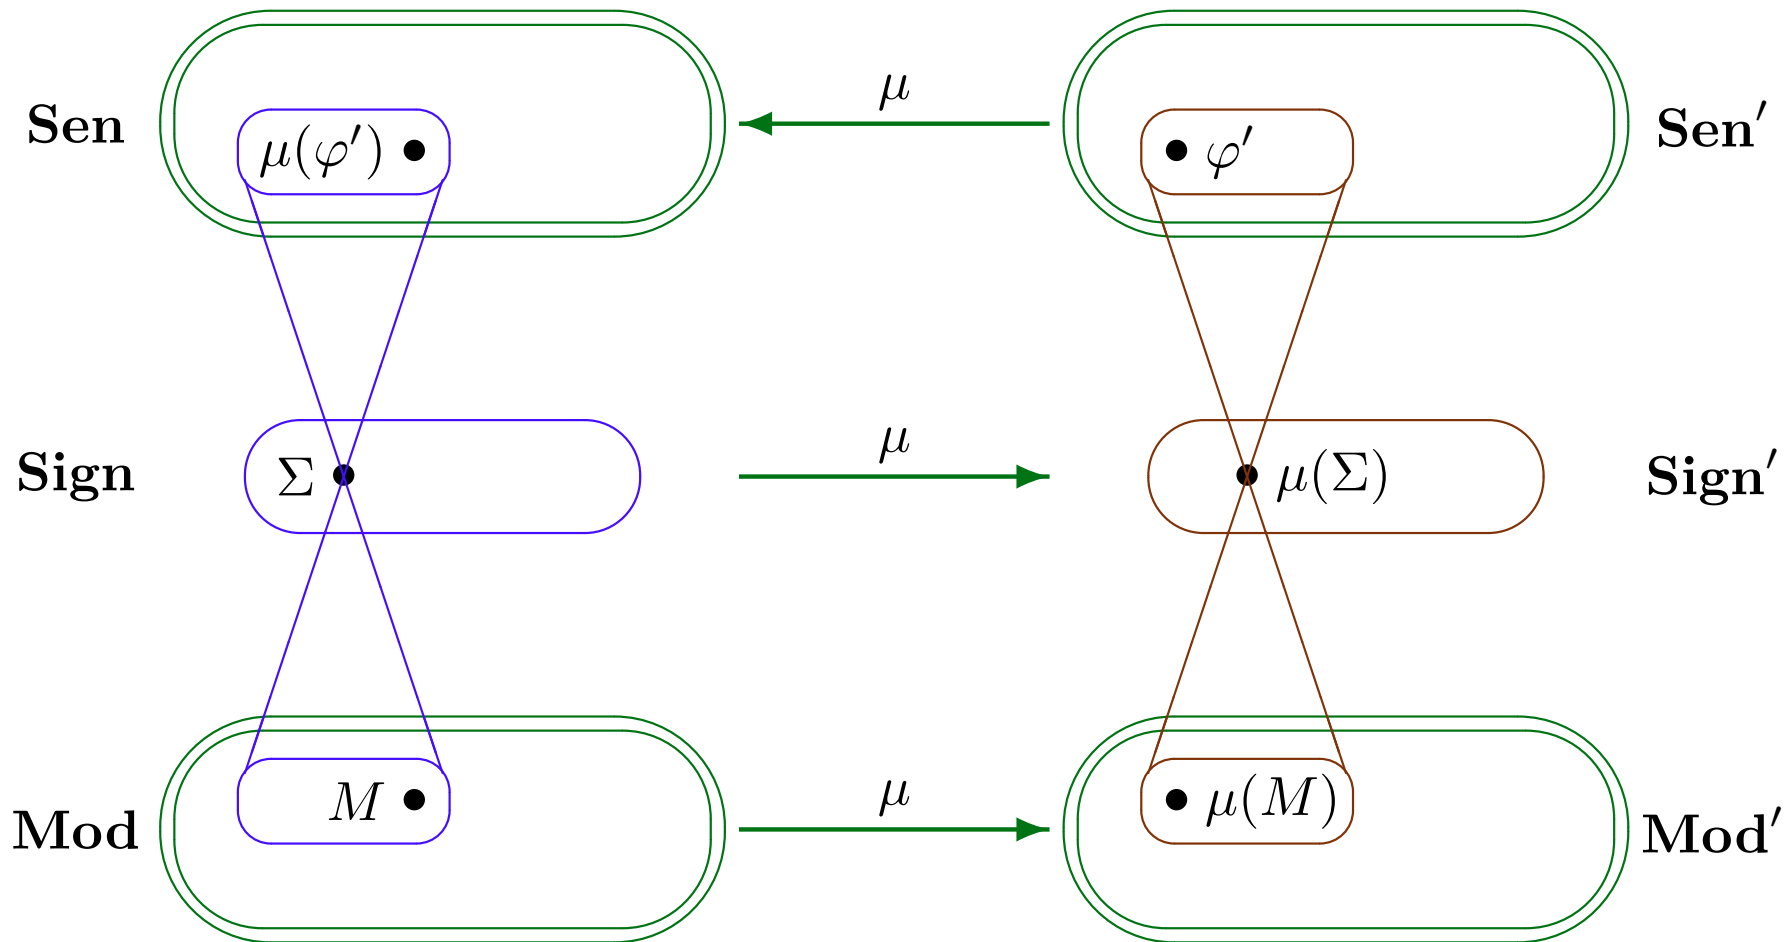 Sen μ(φ′) μ φ′ Sen′
Sign Σ μ μ(Σ) Sign′
Mod M μ μ(M) Mod′